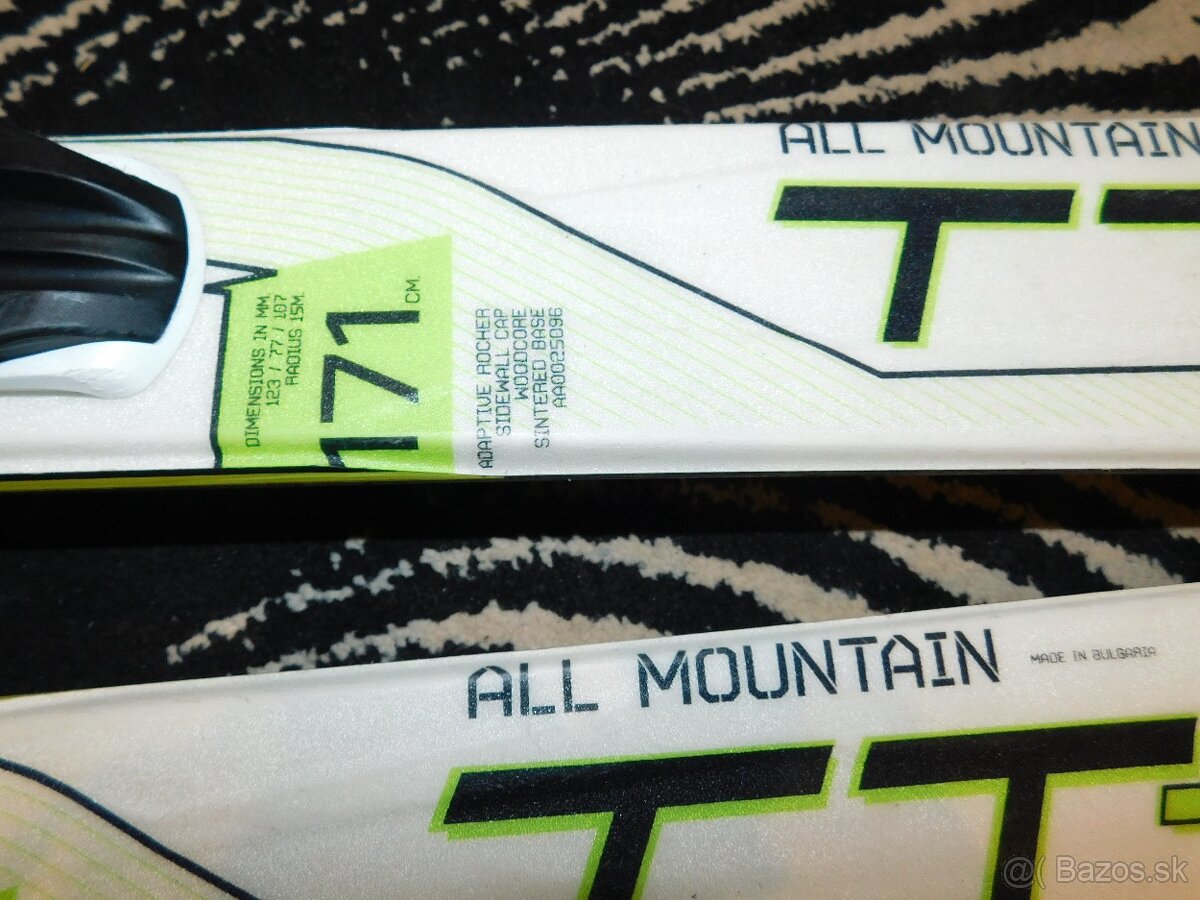 ALL MOUNTAIN
TT
DIMENSIONS IN MM.
123 / 77 / 107
RADIUS 15M.
171 CM.
ADAPTIVE ROCKER
SIDEWALL CAP
WOODCORE
SINTERED BASE
AA0025096
ALL MOUNTAIN
MADE IN BULGARIA
TT
@( Bazos.sk